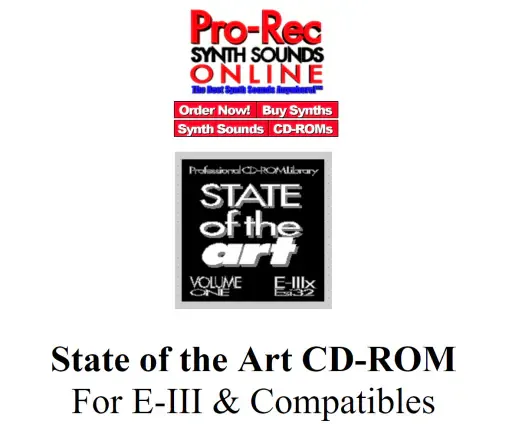 Pro-Rec
SYNTH SOUNDS
ONLINE
The Best Synth Sounds Anywhere!™
Order Now! Buy Synths
Synth Sounds CD-ROMs
Professional CD-ROM Library
STATE
of the
art
VOLUME E-IIIx
ONE Esi32
State of the Art CD-ROM
For E-III & Compatibles